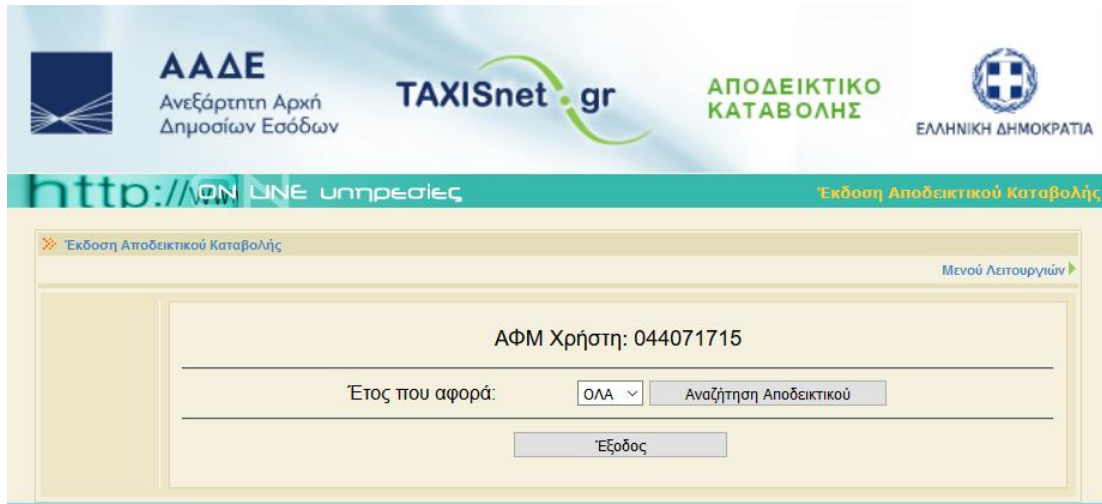 ΑΑΔΕ
Ανεξάρτητη Αρχή
Δημοσίων Εσόδων
TAXISnet.gr
ΑΠΟΔΕΙΚΤΙΚΟ
ΚΑΤΑΒΟΛΗΣ
ΕΛΛΗΝΙΚΗ ΔΗΜΟΚΡΑΤΙΑ
http://ww ON LINE υπηρεσίες
Έκδοση Αποδεικτικού Καταβολής
Έκδοση Αποδεικτικού Καταβολής
Μενού Λειτουργιών
ΑΦΜ Χρήστη: 044071715
Έτος που αφορά: ΟΛΑ Αναζήτηση Αποδεικτικού
Έξοδος